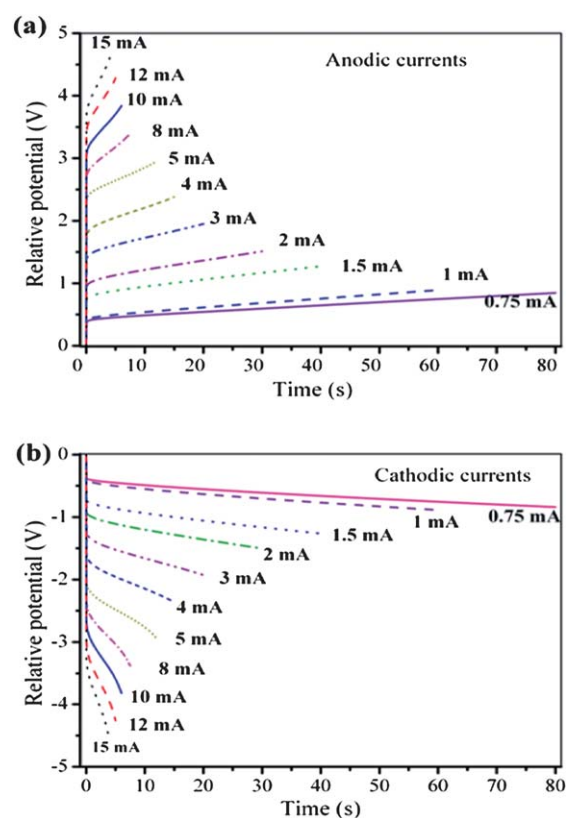 (a)
5
15 mA
12 mA
Anodic currents
10 mA
4
8 mA
5 mA
3
4 mA
3 mA
2
2 mA
1.5 mA
1
1 mA
0.75 mA
0
0 10 20 30 40 50 60 70 80
Time (s)
Relative potential (V)
(b)
0
Cathodic currents
-1
1 mA
0.75 mA
1.5 mA
2 mA
-2
3 mA
4 mA
5 mA
-3
8 mA
10 mA
-4
12 mA
15 mA
-5
0 10 20 30 40 50 60 70 80
Time (s)
Relative potential (V)